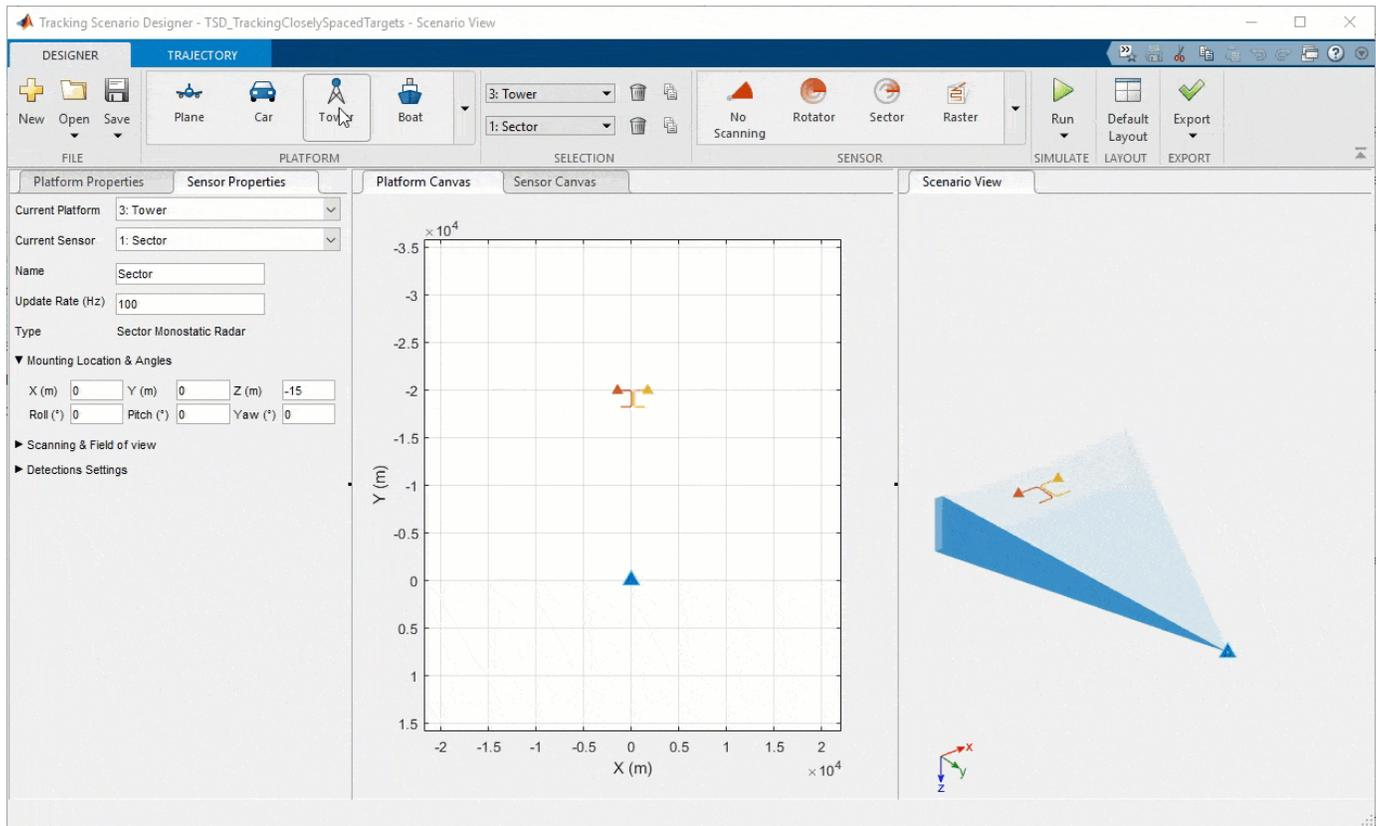 Tracking Scenario Designer - TSD_TrackingCloselySpacedTargets - Scenario View
DESIGNER TRAJECTORY
New Open Save Plane Car Tower Boat 3: Tower 1: Sector No Scanning Rotator Sector Raster Run Default Layout Export
FILE PLATFORM SELECTION SENSOR SIMULATE LAYOUT EXPORT
Platform Properties Sensor Properties
Current Platform 3: Tower
Current Sensor 1: Sector
Name Sector
Update Rate (Hz) 100
Type Sector Monostatic Radar
Mounting Location & Angles
X (m) 0 Y (m) 0 Z (m) -15
Roll (°) 0 Pitch (°) 0 Yaw (°) 0
Scanning & Field of view
Detections Settings
Platform Canvas Sensor Canvas
×10^4
-3.5
-3
-2.5
-2
-1.5
-1
-0.5
0
0.5
1
1.5
Y (m)
-2 -1.5 -1 -0.5 0 0.5 1 1.5 2
X (m) ×10^4
Scenario View
x
y
z